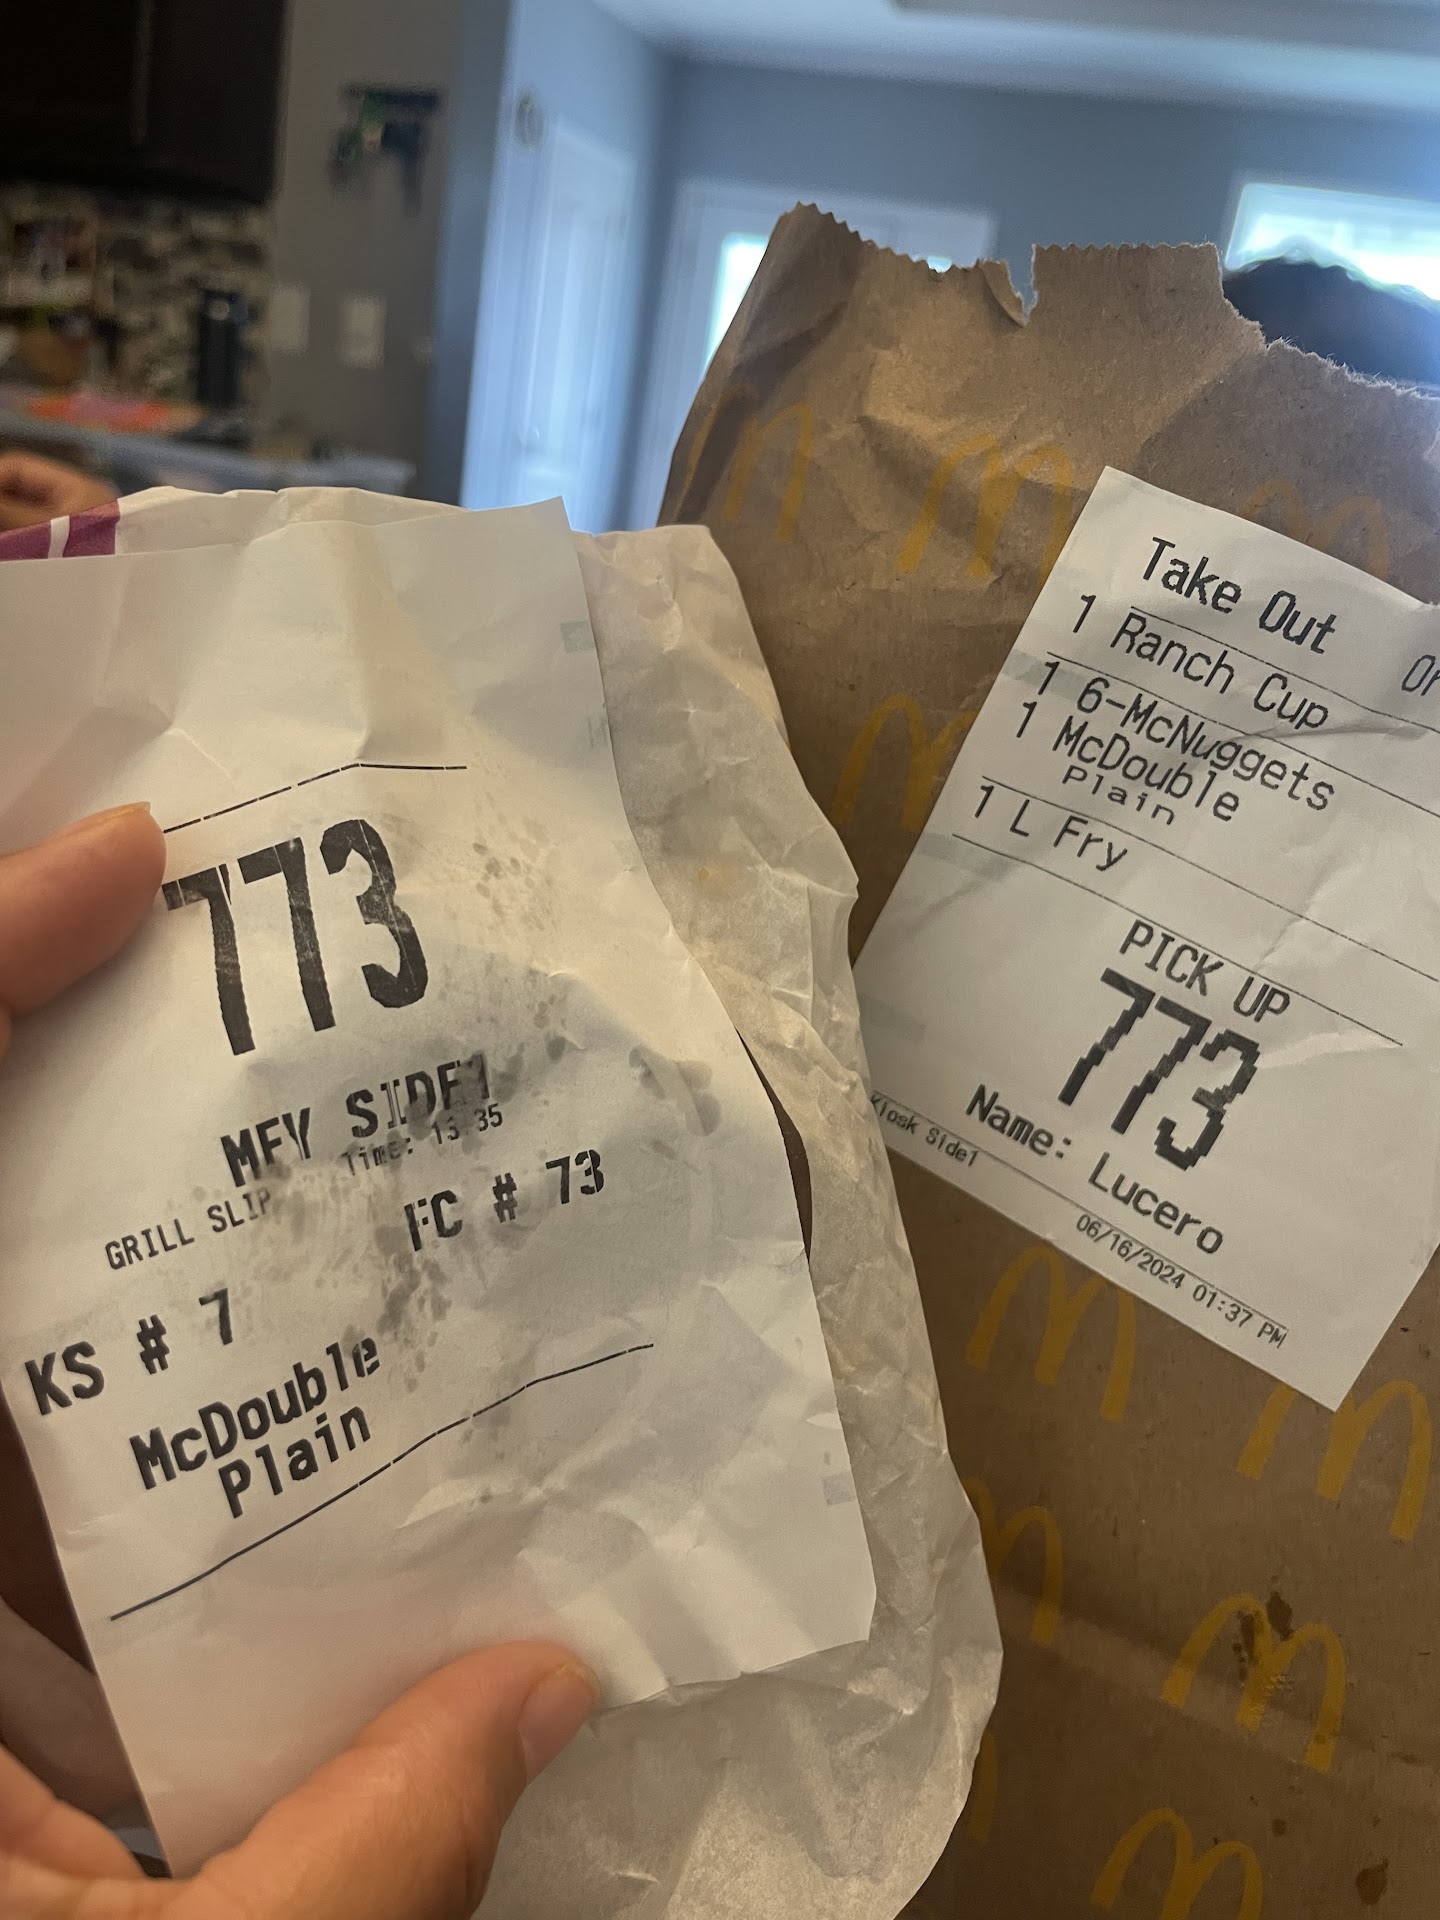 773
MFY SIDE1
Time: 13:35
GRILL SLIP
FC # 73
KS # 7
McDouble
Plain
Take Out
1 Ranch Cup
1 6-McNuggets
1 McDouble
Plain
1 L Fry
PICK UP
773
Name: Lucero
Kiosk Side1
06/16/2024 01:37 PM